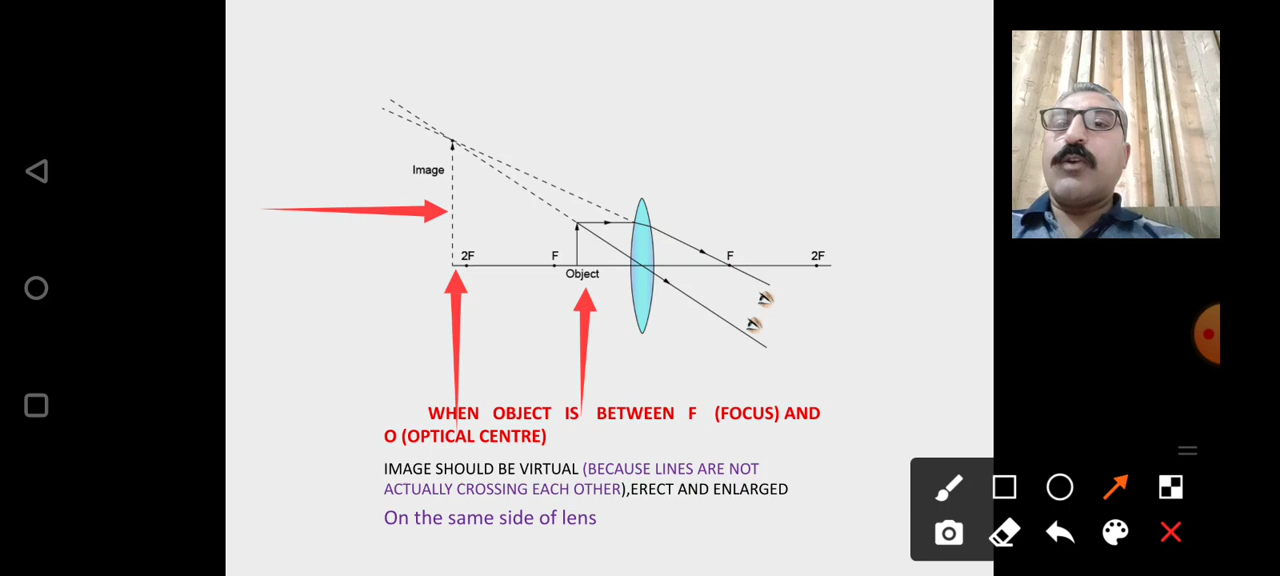 Image
2F
F
Object
F
2F
WHEN OBJECT IS BETWEEN F (FOCUS) AND
O (OPTICAL CENTRE)
IMAGE SHOULD BE VIRTUAL (BECAUSE LINES ARE NOT
ACTUALLY CROSSING EACH OTHER),ERECT AND ENLARGED
On the same side of lens